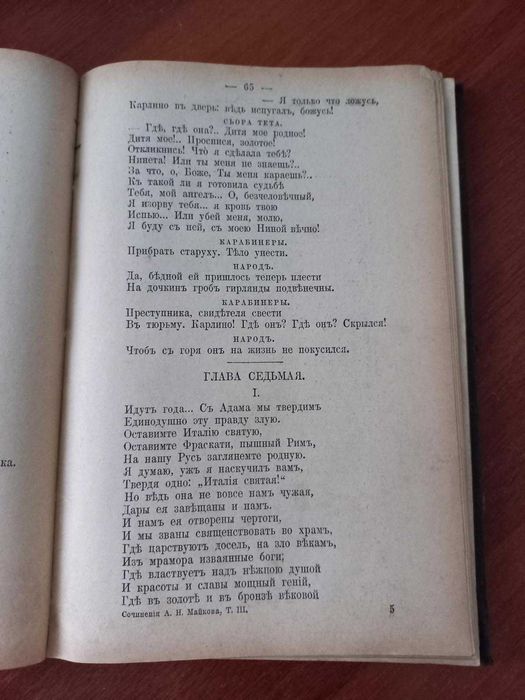 — 65 —
— Я только что ложусь,
Карлино въ дверь: вѣдь испугалъ, божусь!
СЬОРА ТЕТА.
— Гдѣ, гдѣ она?.. Дитя мое родное!
Дитя мое!.. Проснися, золотое!
Откликнись! Что́ я сдѣлала тебѣ?
Нинета! Или ты меня не знаешь?..
За что, о, Боже, Ты меня караешь?..
Къ такой ли я готовила судьбѣ
Тебя, мой ангелъ... О, безчеловѣчный,
Я изорву тебя... я кровь твою
Испью... Или убей меня, молю,
Я буду съ ней, съ моею Ниной вѣчно!
КАРАБИНЕРЫ.
Прибрать старуху. Тѣло унести.
НАРОДЪ.
Да, бѣдной ей пришлось теперь плести
На дочкинъ гробъ гирлянды подвѣнечны.
КАРАБИНЕРЫ.
Преступника, свидѣтеля свести
Въ тюрьму. Карлино! Гдѣ онъ? Гдѣ онъ? Скрылся!
НАРОДЪ.
Чтобъ съ горя онъ на жизнь не покусился.
ГЛАВА СЕДЬМАЯ.
I.
Идутъ года... Съ Адама мы твердимъ
Единодушно эту правду злую.
Оставимте Италію святую,
Оставимте Фраскати, пышный Римъ,
На нашу Русь заглянемте родную.
Я думаю, ужъ я наскучилъ вамъ,
Твердя одно: „Италія святая!“
Но вѣдь она не вовсе намъ чужая,
Дары ея завѣщаны и намъ.
И намъ ея отворены чертоги,
И мы званы священствовать во храмъ,
Гдѣ царствуютъ досель, на зло вѣкамъ,
Изъ мрамора изваянные боги;
Гдѣ властвуетъ надъ нѣжною душой
И красоты и славы мощный геній,
Гдѣ въ золотѣ и въ бронзѣ вѣковой
Сочиненія А. Н. Майкова, Т. III.
5
ка.